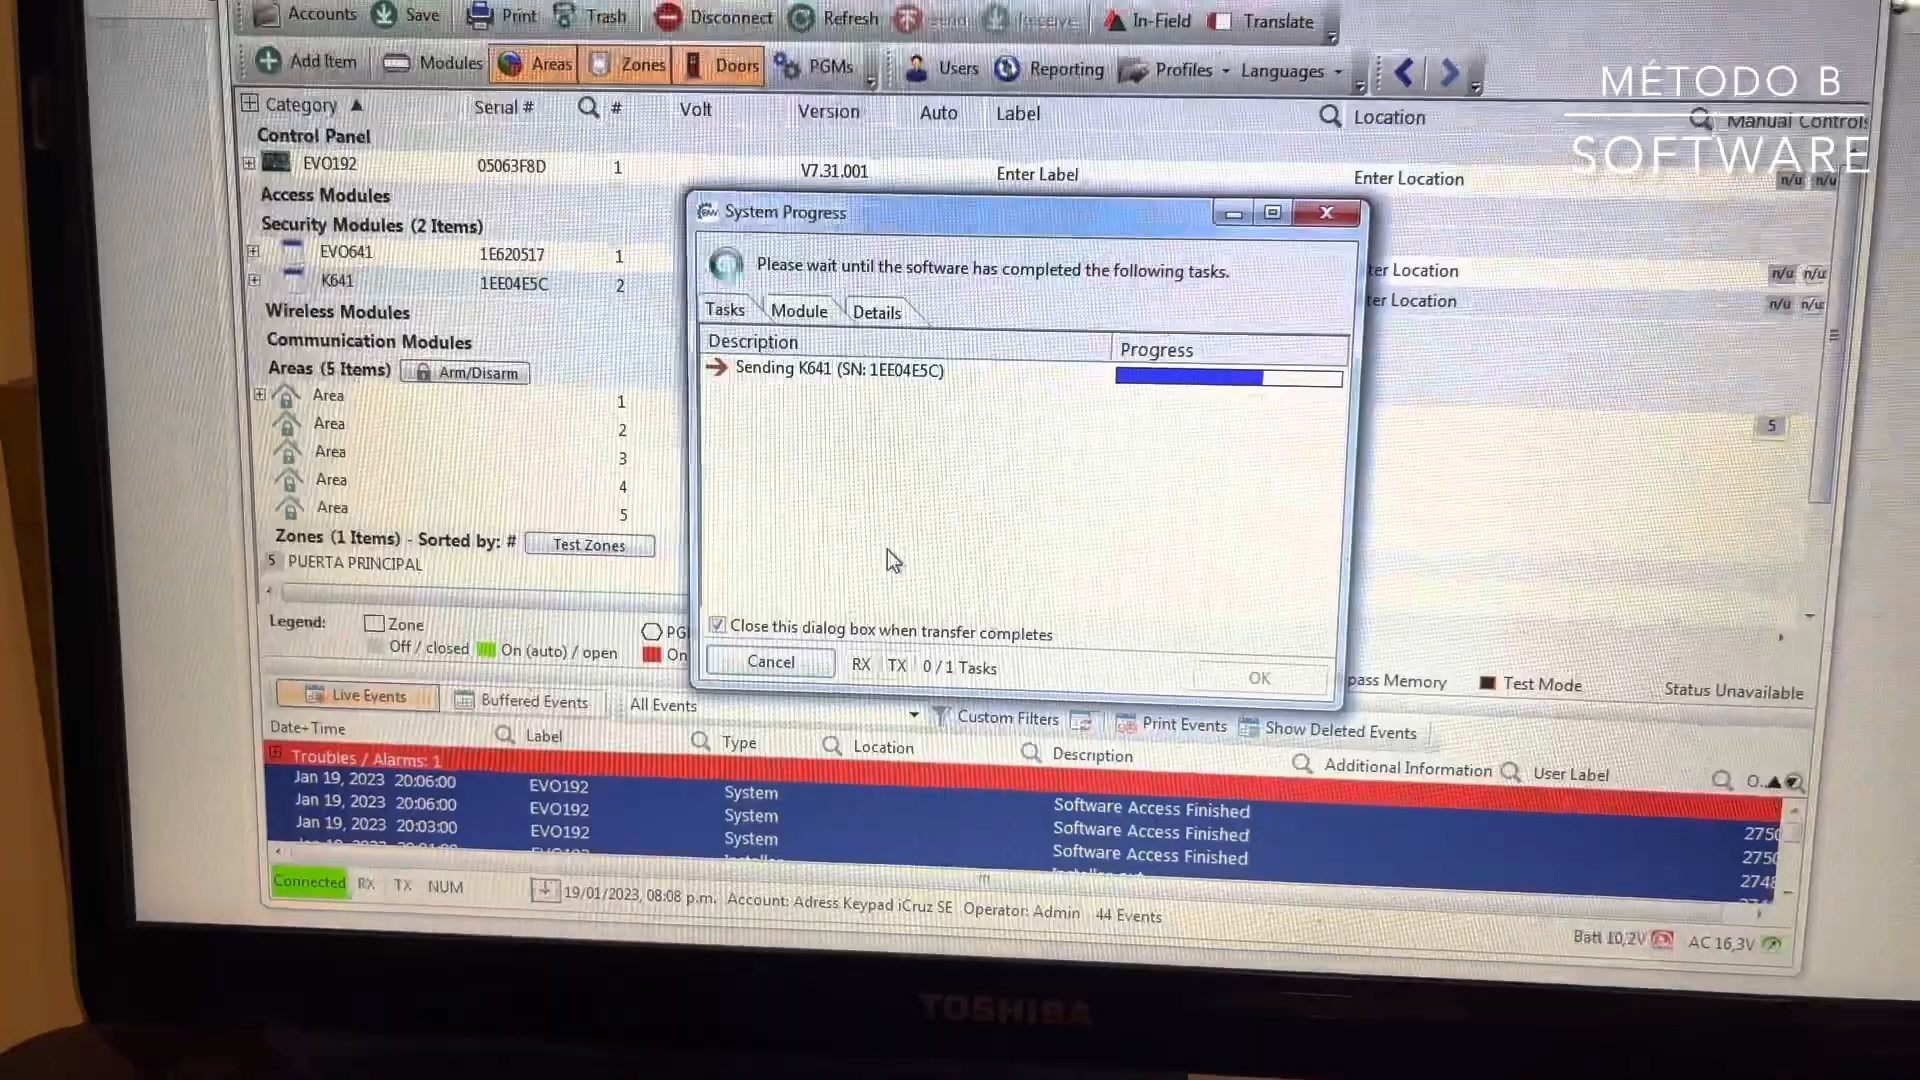 Accounts Save Print Trash Disconnect Refresh Send Receive In-Field Translate
Add Item Modules Areas Zones Doors PGMs Users Reporting Profiles Languages
MÉTODO B
SOFTWARE
Category Serial # # Volt Version Auto Label Location Manual Controls
Control Panel
EVO192 05063F8D 1 V7.31.001 Enter Label Enter Location n/u n/u
Access Modules
Security Modules (2 Items)
EVO641 1E620517 1 ter Location n/u n/u
K641 1EE04E5C 2 ter Location n/u n/u
Wireless Modules
Communication Modules
Areas (5 Items) Arm/Disarm
Area 1
Area 2 5
Area 3
Area 4
Area 5
Zones (1 Items) - Sorted by: # Test Zones
5 PUERTA PRINCIPAL
System Progress
Please wait until the software has completed the following tasks.
Tasks Module Details
Description Progress
Sending K641 (SN: 1EE04E5C)
Close this dialog box when transfer completes
Cancel RX TX 0 / 1 Tasks OK
Legend: Zone PG
Off / closed On (auto) / open On
pass Memory Test Mode Status Unavailable
Live Events Buffered Events All Events Custom Filters Print Events Show Deleted Events
Date+Time Label Type Location Description Additional Information User Label O...
Troubles / Alarms: 1
Jan 19, 2023 20:06:00 EVO192 System Software Access Finished 2750
Jan 19, 2023 20:06:00 EVO192 System Software Access Finished 2750
Jan 19, 2023 20:03:00 EVO192 System Software Access Finished 2748
Connected RX TX NUM 19/01/2023, 08:08 p.m. Account: Adress Keypad iCruz SE Operator: Admin 44 Events
Batt 10,2V AC 16,3V
TOSHIBA